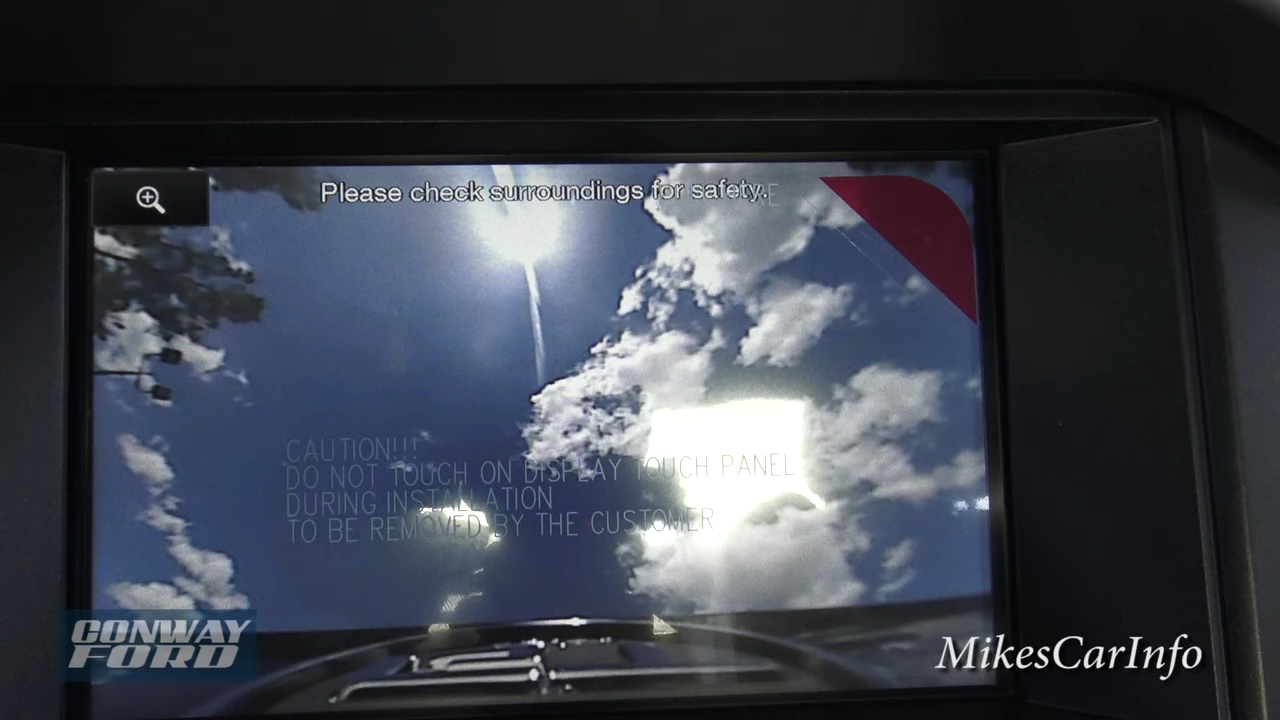 Please check surroundings for safety.
CAUTION!!!
DO NOT TOUCH ON DISPLAY TOUCH PANEL
DURING INSTALLATION
TO BE REMOVED BY THE CUSTOMER
CONWAY
FORD
MikesCarInfo